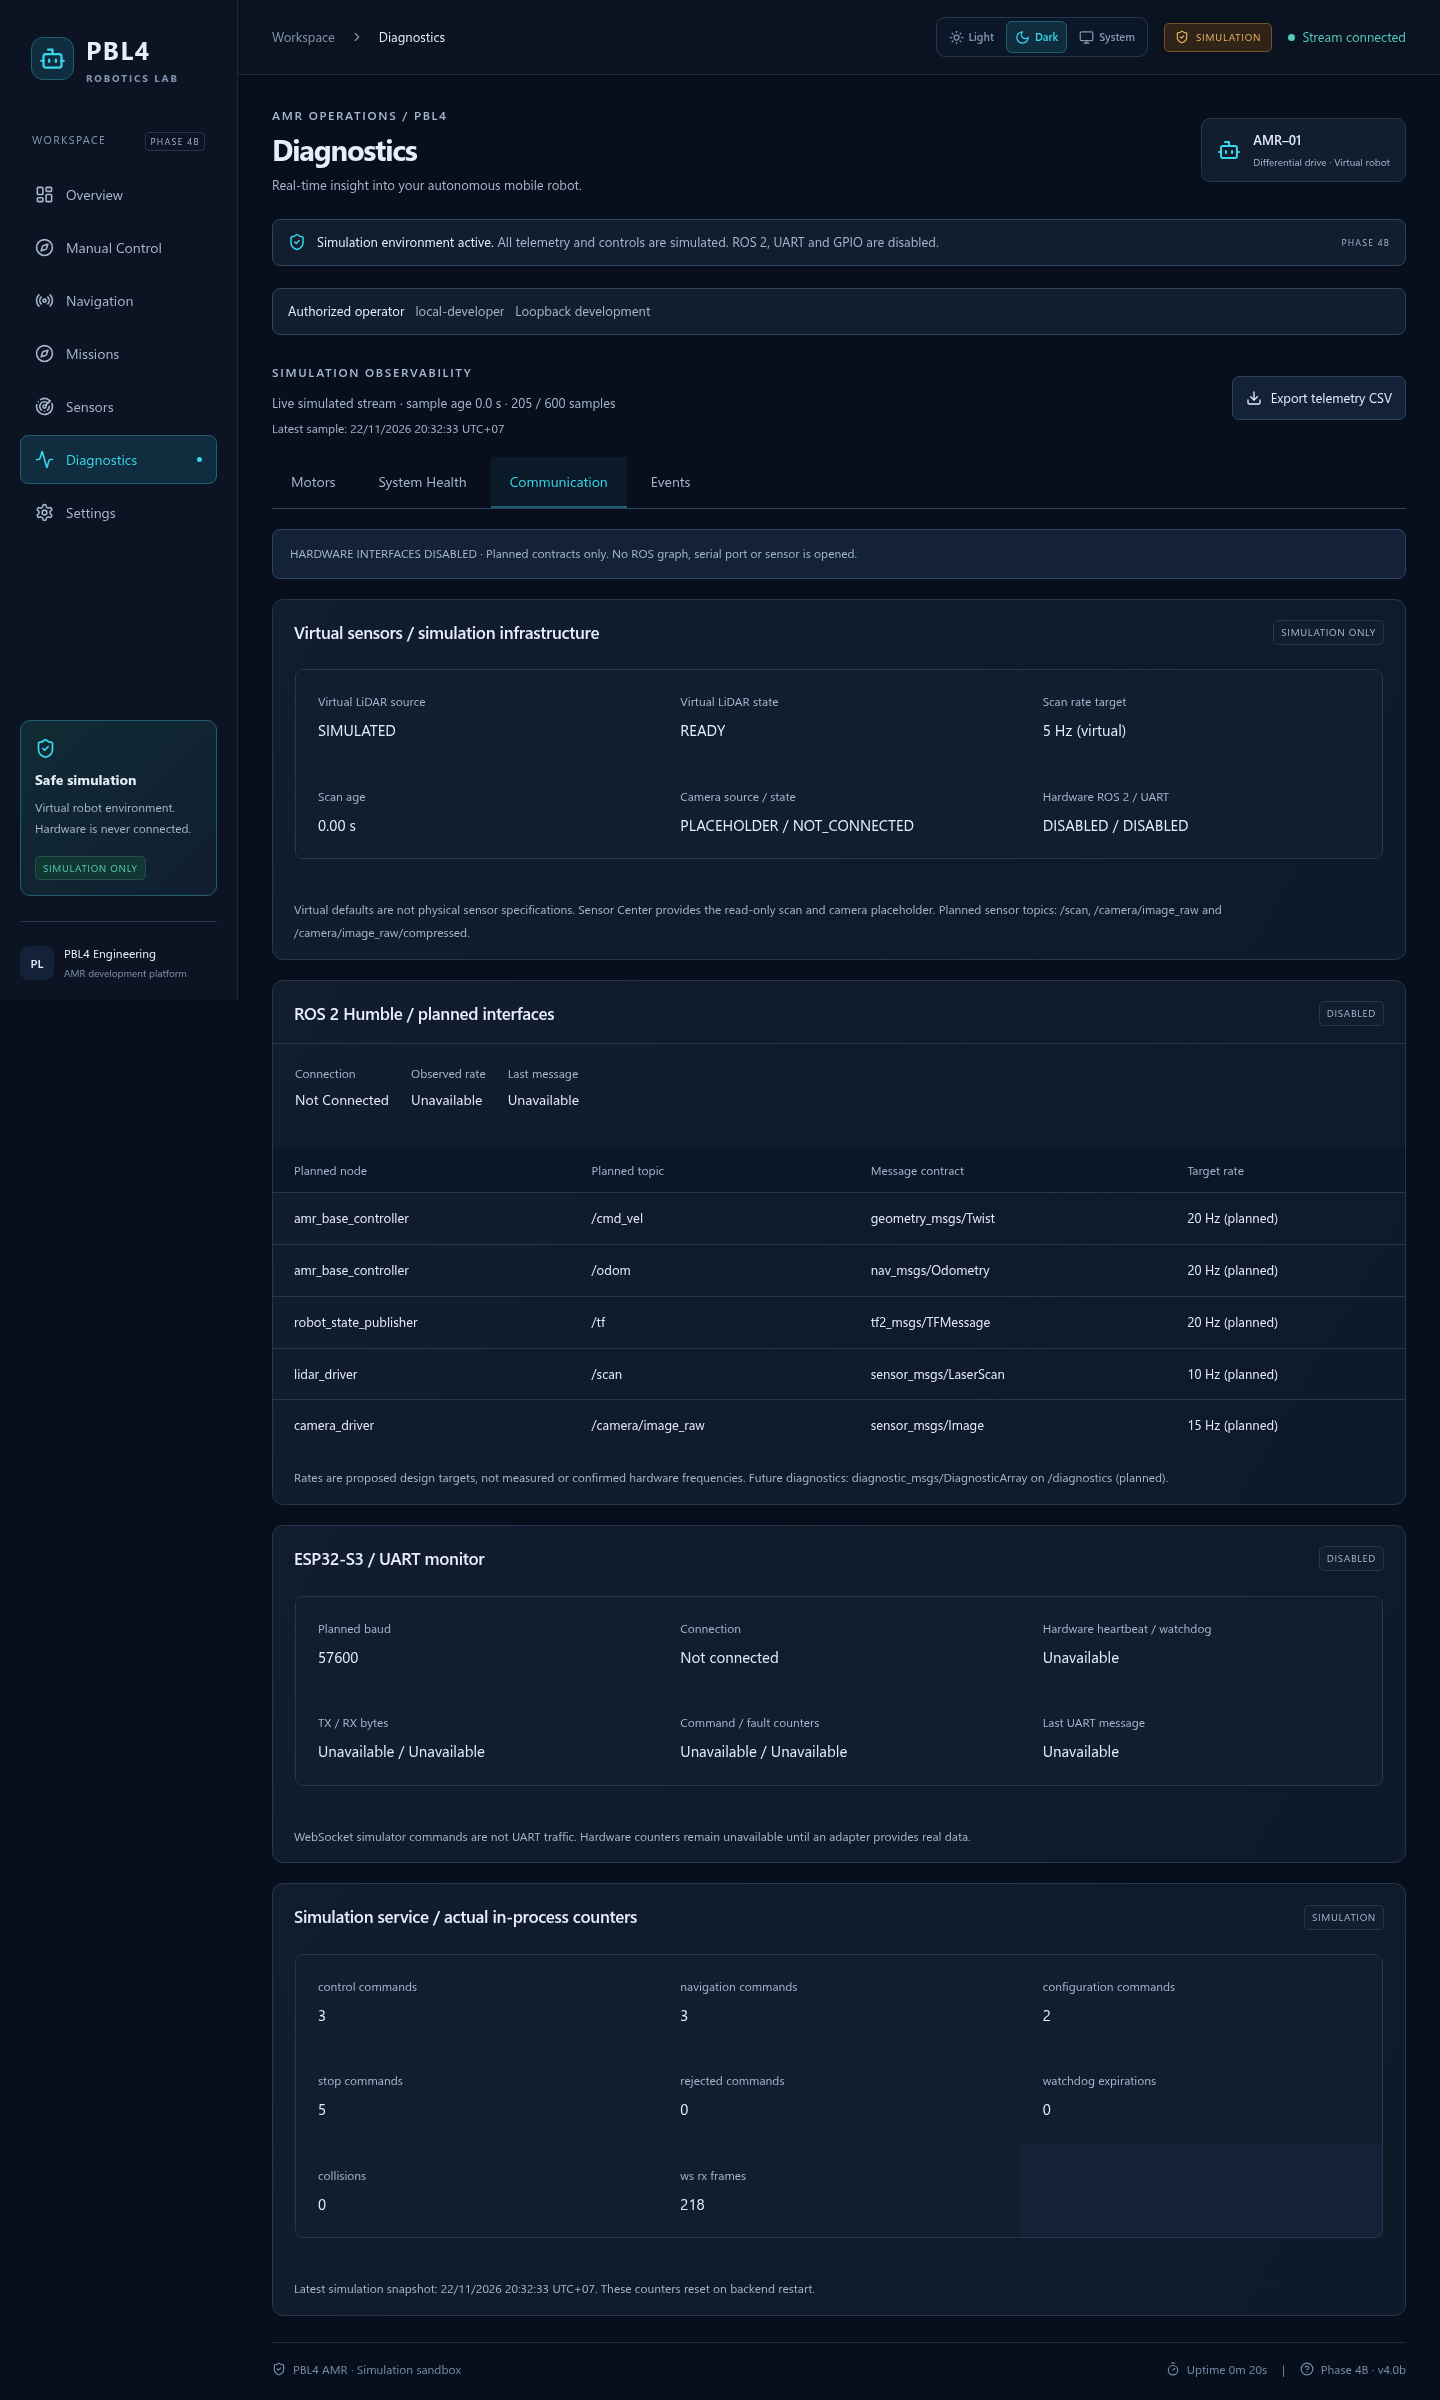 PBL4
ROBOTICS LAB
WORKSPACE
PHASE 4B
Overview
Manual Control
Navigation
Missions
Sensors
Diagnostics
Settings
Safe simulation
Virtual robot environment.
Hardware is never connected.
SIMULATION ONLY
PL
PBL4 Engineering
AMR development platform
Workspace
Diagnostics
Light
Dark
System
SIMULATION
Stream connected
AMR OPERATIONS / PBL4
Diagnostics
Real-time insight into your autonomous mobile robot.
AMR–01
Differential drive · Virtual robot
Simulation environment active. All telemetry and controls are simulated. ROS 2, UART and GPIO are disabled.
PHASE 4B
Authorized operator local-developer Loopback development
SIMULATION OBSERVABILITY
Live simulated stream · sample age 0.0 s · 205 / 600 samples
Latest sample: 22/11/2026 20:32:33 UTC+07
Export telemetry CSV
Motors
System Health
Communication
Events
HARDWARE INTERFACES DISABLED · Planned contracts only. No ROS graph, serial port or sensor is opened.
Virtual sensors / simulation infrastructure
SIMULATION ONLY
Virtual LiDAR source
SIMULATED
Virtual LiDAR state
READY
Scan rate target
5 Hz (virtual)
Scan age
0.00 s
Camera source / state
PLACEHOLDER / NOT_CONNECTED
Hardware ROS 2 / UART
DISABLED / DISABLED
Virtual defaults are not physical sensor specifications. Sensor Center provides the read-only scan and camera placeholder. Planned sensor topics: /scan, /camera/image_raw and
/camera/image_raw/compressed.
ROS 2 Humble / planned interfaces
DISABLED
Connection
Not Connected
Observed rate
Unavailable
Last message
Unavailable
Planned node Planned topic Message contract Target rate
amr_base_controller /cmd_vel geometry_msgs/Twist 20 Hz (planned)
amr_base_controller /odom nav_msgs/Odometry 20 Hz (planned)
robot_state_publisher /tf tf2_msgs/TFMessage 20 Hz (planned)
lidar_driver /scan sensor_msgs/LaserScan 10 Hz (planned)
camera_driver /camera/image_raw sensor_msgs/Image 15 Hz (planned)
Rates are proposed design targets, not measured or confirmed hardware frequencies. Future diagnostics: diagnostic_msgs/DiagnosticArray on /diagnostics (planned).
ESP32-S3 / UART monitor
DISABLED
Planned baud
57600
Connection
Not connected
Hardware heartbeat / watchdog
Unavailable
TX / RX bytes
Unavailable / Unavailable
Command / fault counters
Unavailable / Unavailable
Last UART message
Unavailable
WebSocket simulator commands are not UART traffic. Hardware counters remain unavailable until an adapter provides real data.
Simulation service / actual in-process counters
SIMULATION
control commands
3
navigation commands
3
configuration commands
2
stop commands
5
rejected commands
0
watchdog expirations
0
collisions
0
ws rx frames
218
Latest simulation snapshot: 22/11/2026 20:32:33 UTC+07. These counters reset on backend restart.
PBL4 AMR · Simulation sandbox
Uptime 0m 20s | Phase 4B · v4.0b